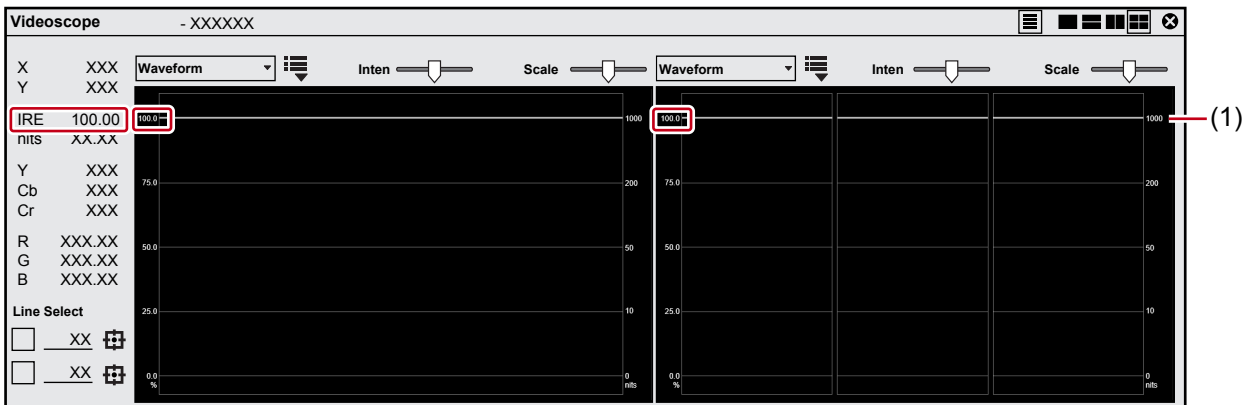 Videoscope - XXXXXX
X XXX
Y XXX
IRE 100.00
nits XX.XX
Y XXX
Cb XXX
Cr XXX
R XXX.XX
G XXX.XX
B XXX.XX
Line Select
XX
XX
Waveform Inten Scale
100.0 1000
75.0 200
50.0 50
25.0 10
0.0 0
% nits
Waveform Inten Scale
100.0 1000
75.0 200
50.0 50
25.0 10
0.0 0
% nits
(1)